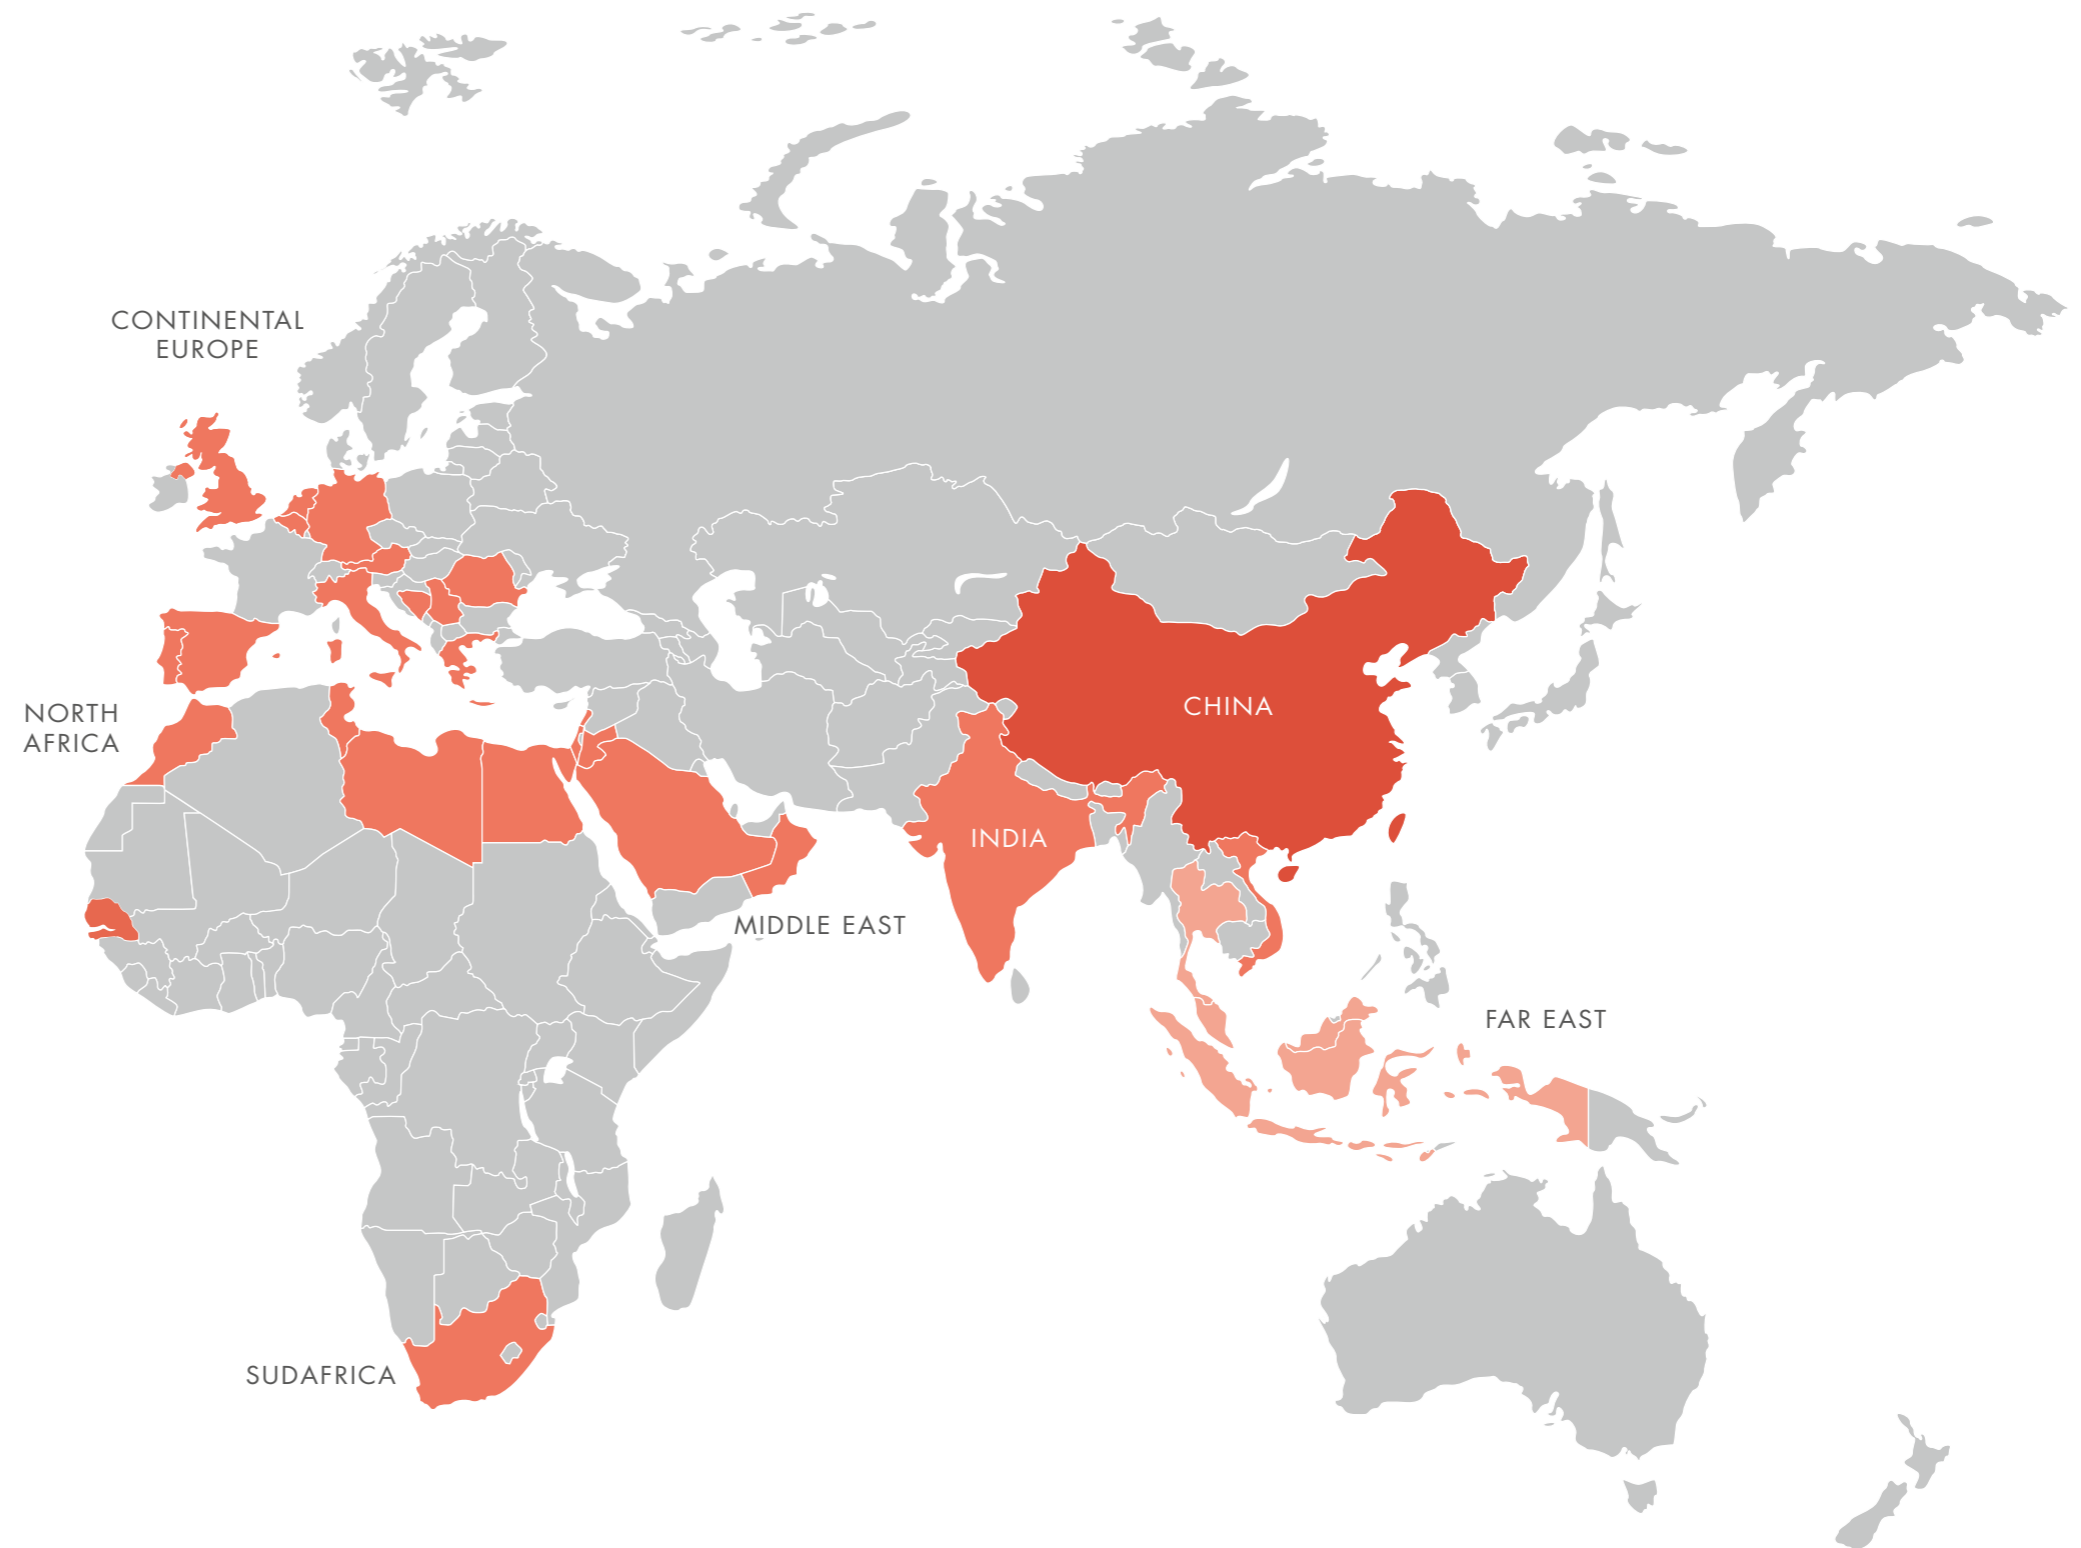 CONTINENTAL
EUROPE
NORTH
AFRICA
CHINA
INDIA
MIDDLE EAST
FAR EAST
SUDAFRICA